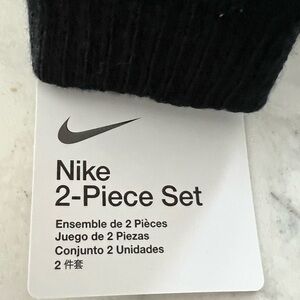 Nike
2-Piece Set
Ensemble de 2 Pièces
Juego de 2 Piezas
Conjunto 2 Unidades
2 件套